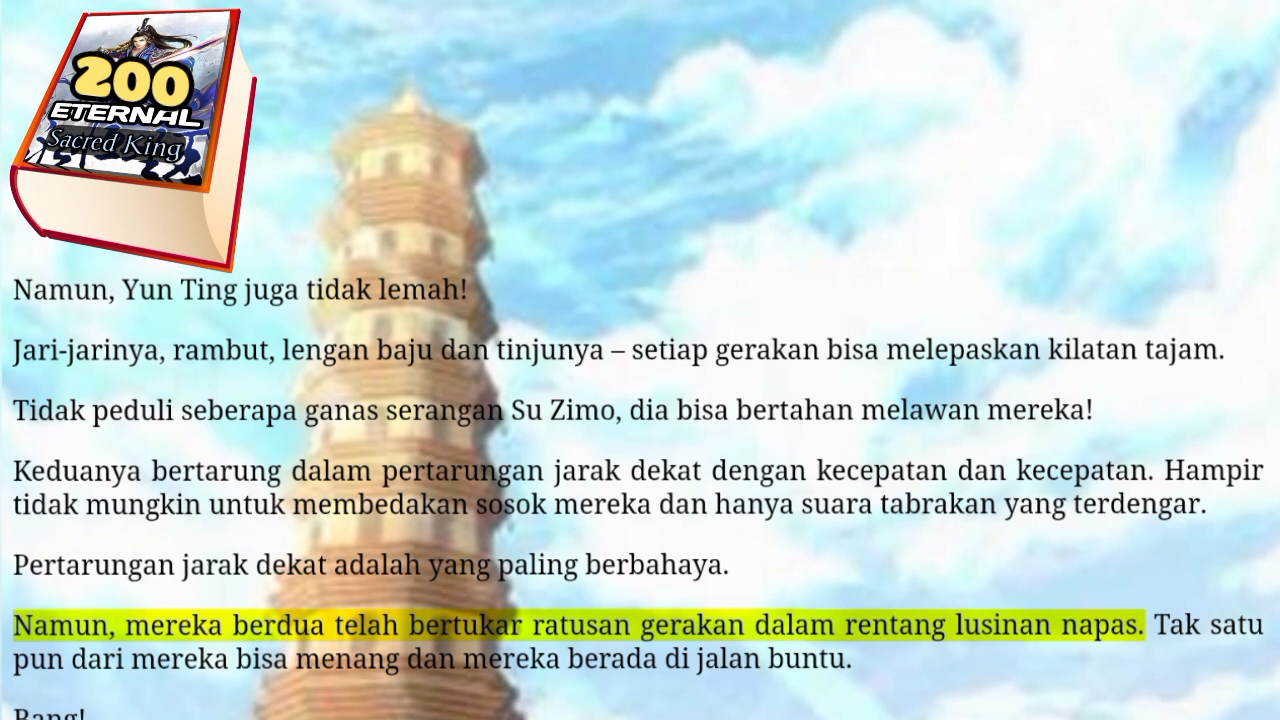 200
ETERNAL
Sacred King
Namun, Yun Ting juga tidak lemah!
Jari-jarinya, rambut, lengan baju dan tinjunya – setiap gerakan bisa melepaskan kilatan tajam.
Tidak peduli seberapa ganas serangan Su Zimo, dia bisa bertahan melawan mereka!
Keduanya bertarung dalam pertarungan jarak dekat dengan kecepatan dan kecepatan. Hampir
tidak mungkin untuk membedakan sosok mereka dan hanya suara tabrakan yang terdengar.
Pertarungan jarak dekat adalah yang paling berbahaya.
Namun, mereka berdua telah bertukar ratusan gerakan dalam rentang lusinan napas. Tak satu
pun dari mereka bisa menang dan mereka berada di jalan buntu.
Bang!